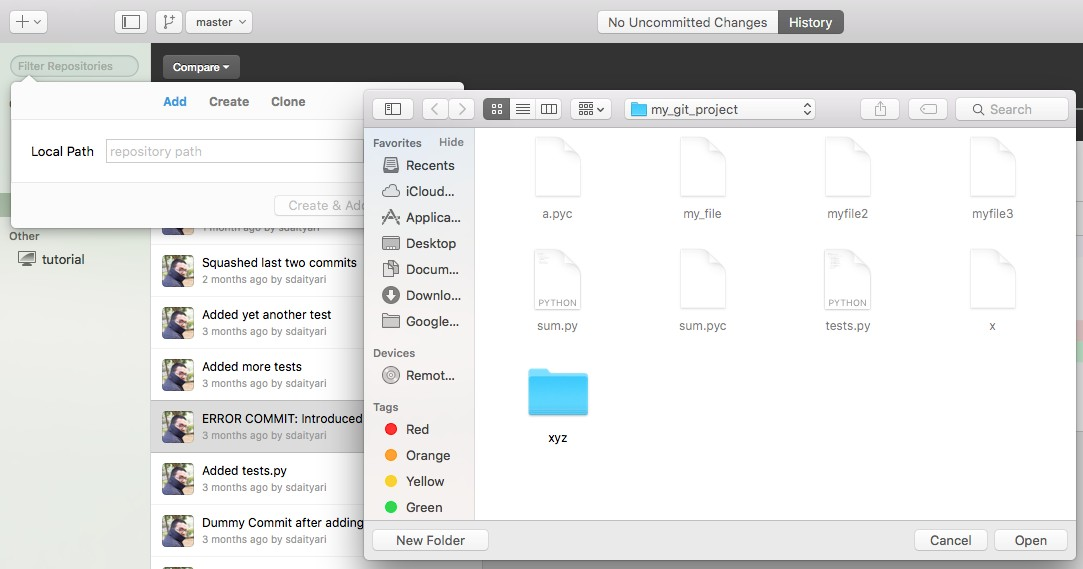 master
No Uncommitted Changes
History
Filter Repositories
Compare
Add
Create
Clone
Local Path
repository path
Create & Add
Other
tutorial
1 month ago by sdaityari
Squashed last two commits
2 months ago by sdaityari
Added yet another test
3 months ago by sdaityari
Added more tests
3 months ago by sdaityari
ERROR COMMIT: Introduced
3 months ago by sdaityari
Added tests.py
3 months ago by sdaityari
Dummy Commit after adding
3 months ago by sdaityari
my_git_project
Search
Favorites
Hide
Recents
iCloud...
Applica...
Desktop
Docum...
Downlo...
Google...
Devices
Remot...
Tags
Red
Orange
Yellow
Green
a.pyc
my_file
myfile2
myfile3
PYTHON
sum.py
sum.pyc
PYTHON
tests.py
x
xyz
New Folder
Cancel
Open